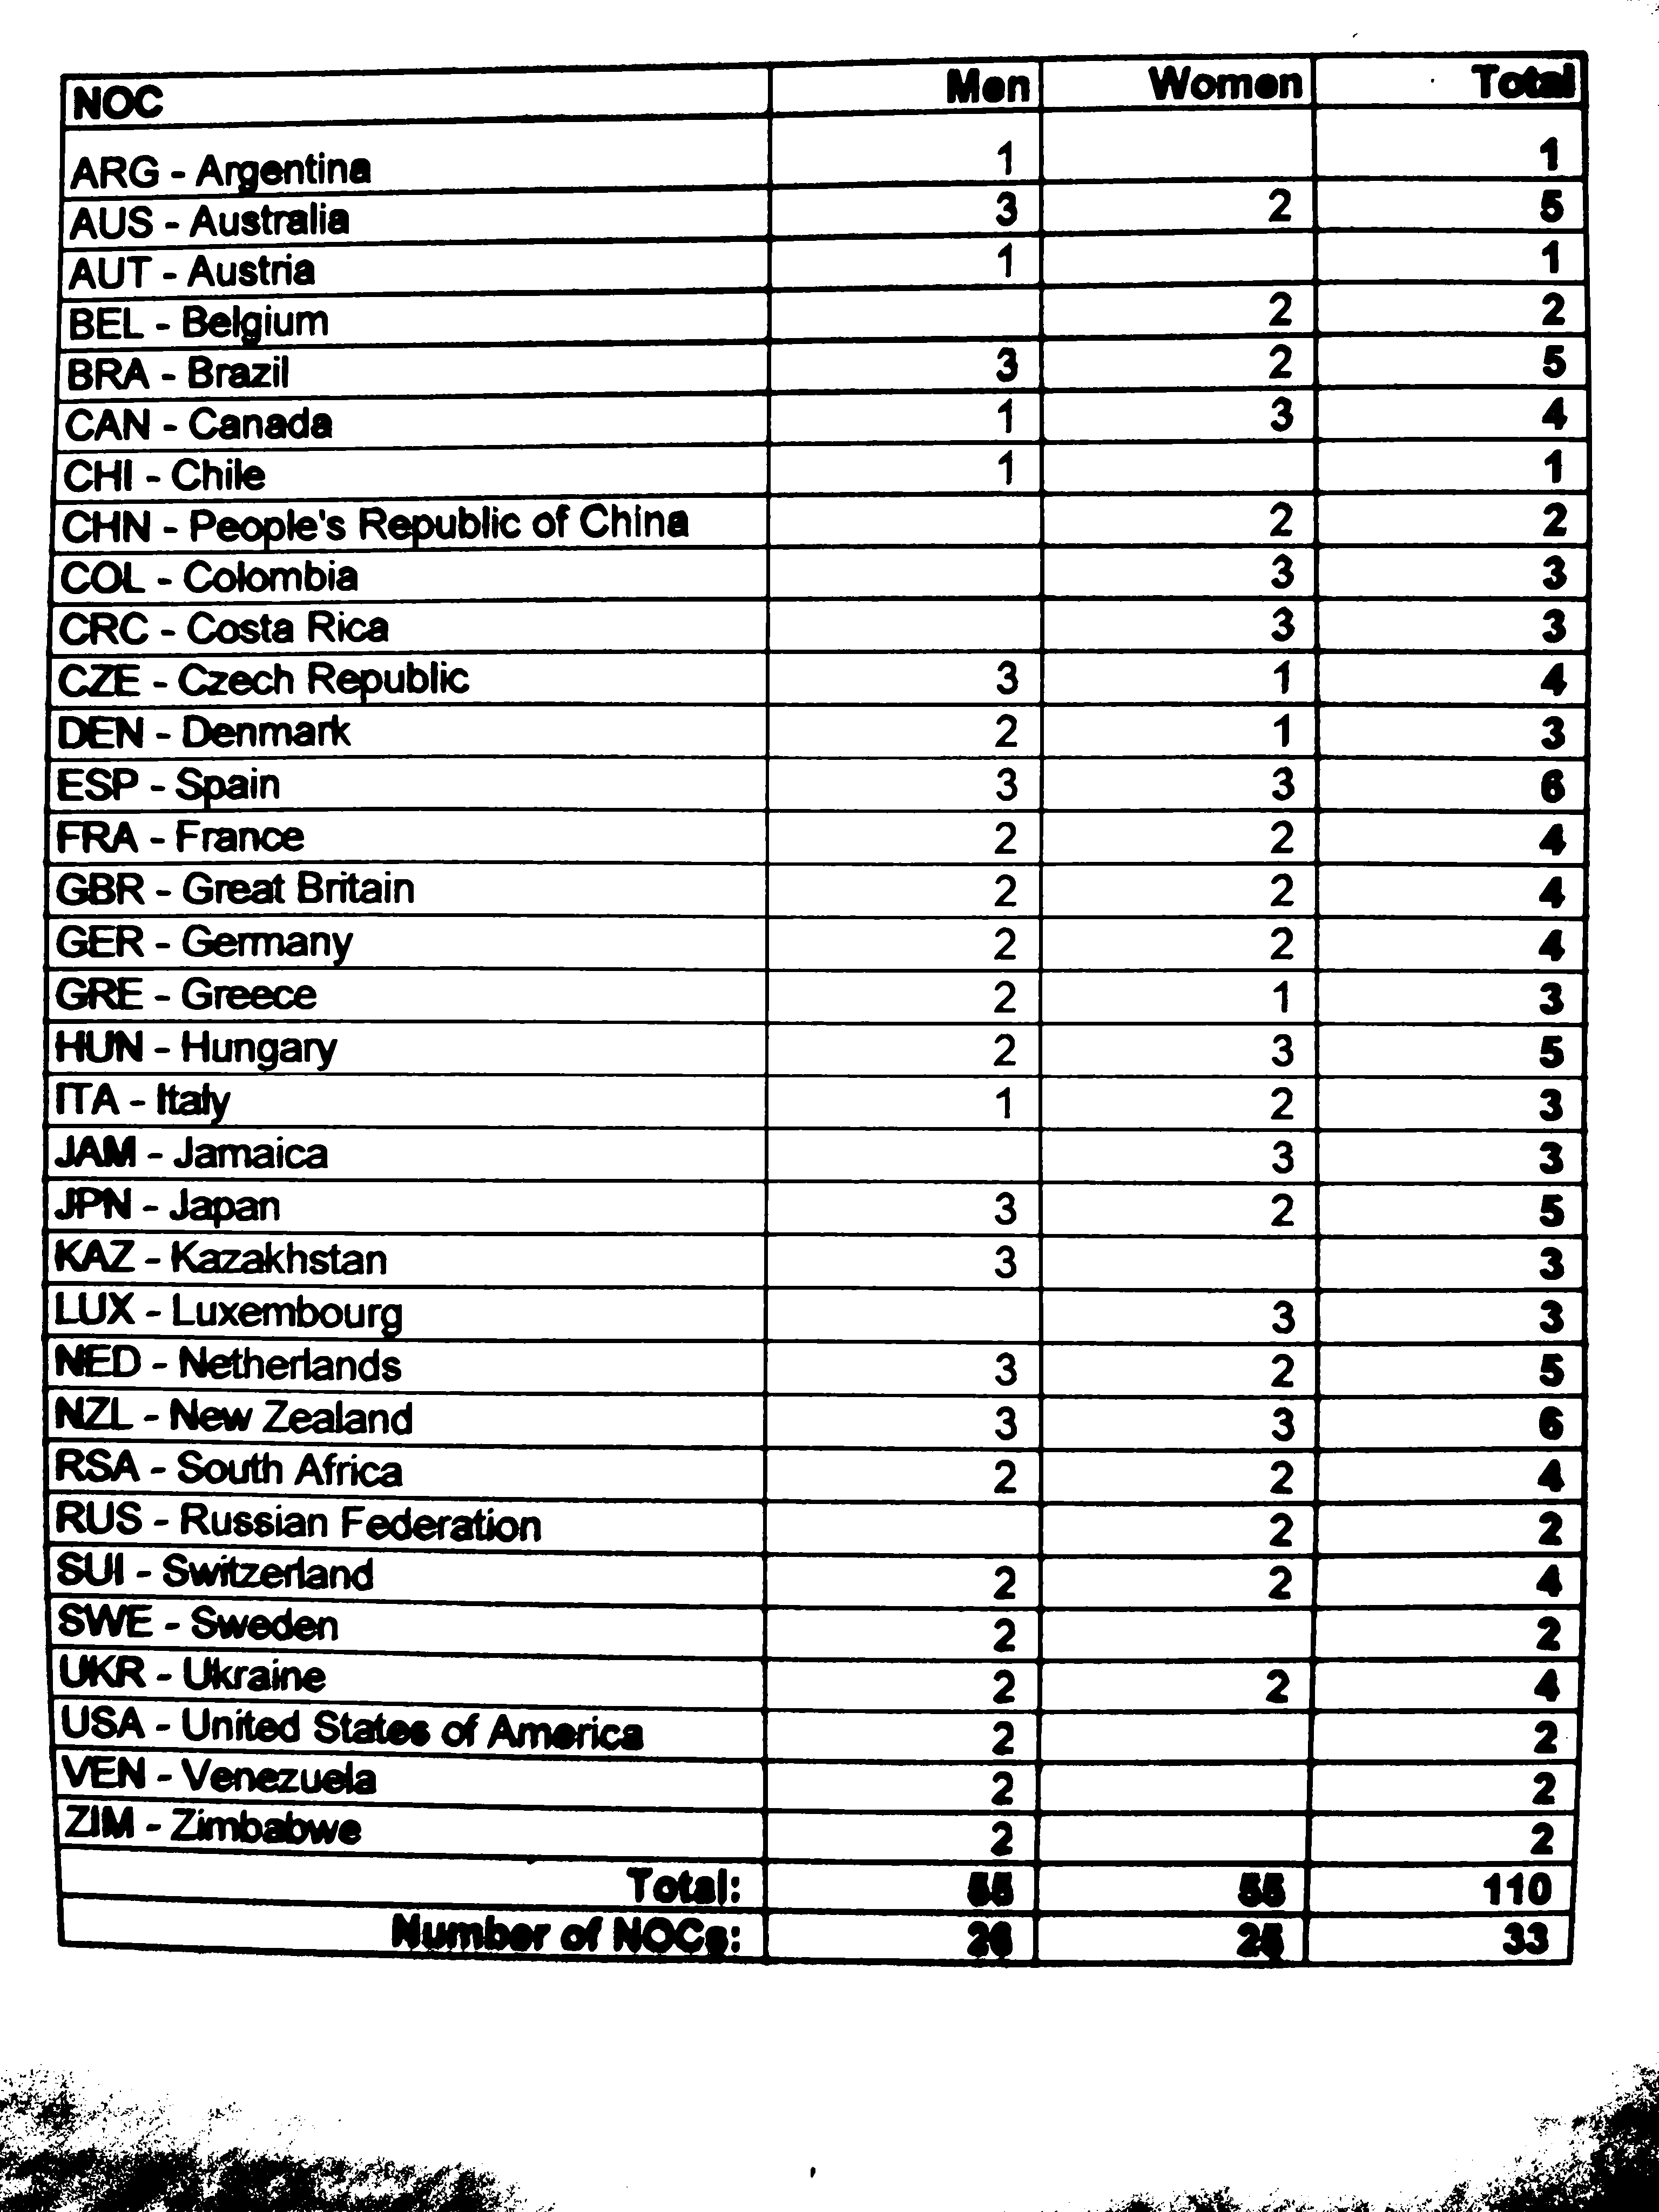 NOC Men Women Total
ARG - Argentina 1 1
AUS - Australia 3 2 5
AUT - Austria 1 1
BEL - Belgium 2 2
BRA - Brazil 3 2 5
CAN - Canada 1 3 4
CHI - Chile 1 1
CHN - People's Republic of China 2 2
COL - Colombia 3 3
CRC - Costa Rica 3 3
CZE - Czech Republic 3 1 4
DEN - Denmark 2 1 3
ESP - Spain 3 3 6
FRA - France 2 2 4
GBR - Great Britain 2 2 4
GER - Germany 2 2 4
GRE - Greece 2 1 3
HUN - Hungary 2 3 5
ITA - Italy 1 2 3
JAM - Jamaica 3 3
JPN - Japan 3 2 5
KAZ - Kazakhstan 3 3
LUX - Luxembourg 3 3
NED - Netherlands 3 2 5
NZL - New Zealand 3 3 6
RSA - South Africa 2 2 4
RUS - Russian Federation 2 2
SUI - Switzerland 2 2 4
SWE - Sweden 2 2
UKR - Ukraine 2 2 4
USA - United States of America 2 2
VEN - Venezuela 2 2
ZIM - Zimbabwe 2 2
Total: 55 55 110
Number of NOCs: 26 25 33